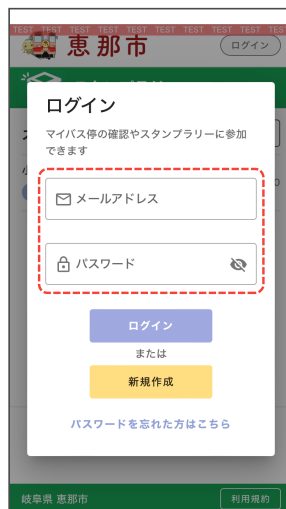 TEST TEST TEST TEST TEST TEST TEST TEST TEST
恵那市
ログイン
ログイン
マイバス停の確認やスタンプラリーに参加
できます
メールアドレス
パスワード
ログイン
または
新規作成
パスワードを忘れた方はこちら
岐阜県 恵那市
利用規約